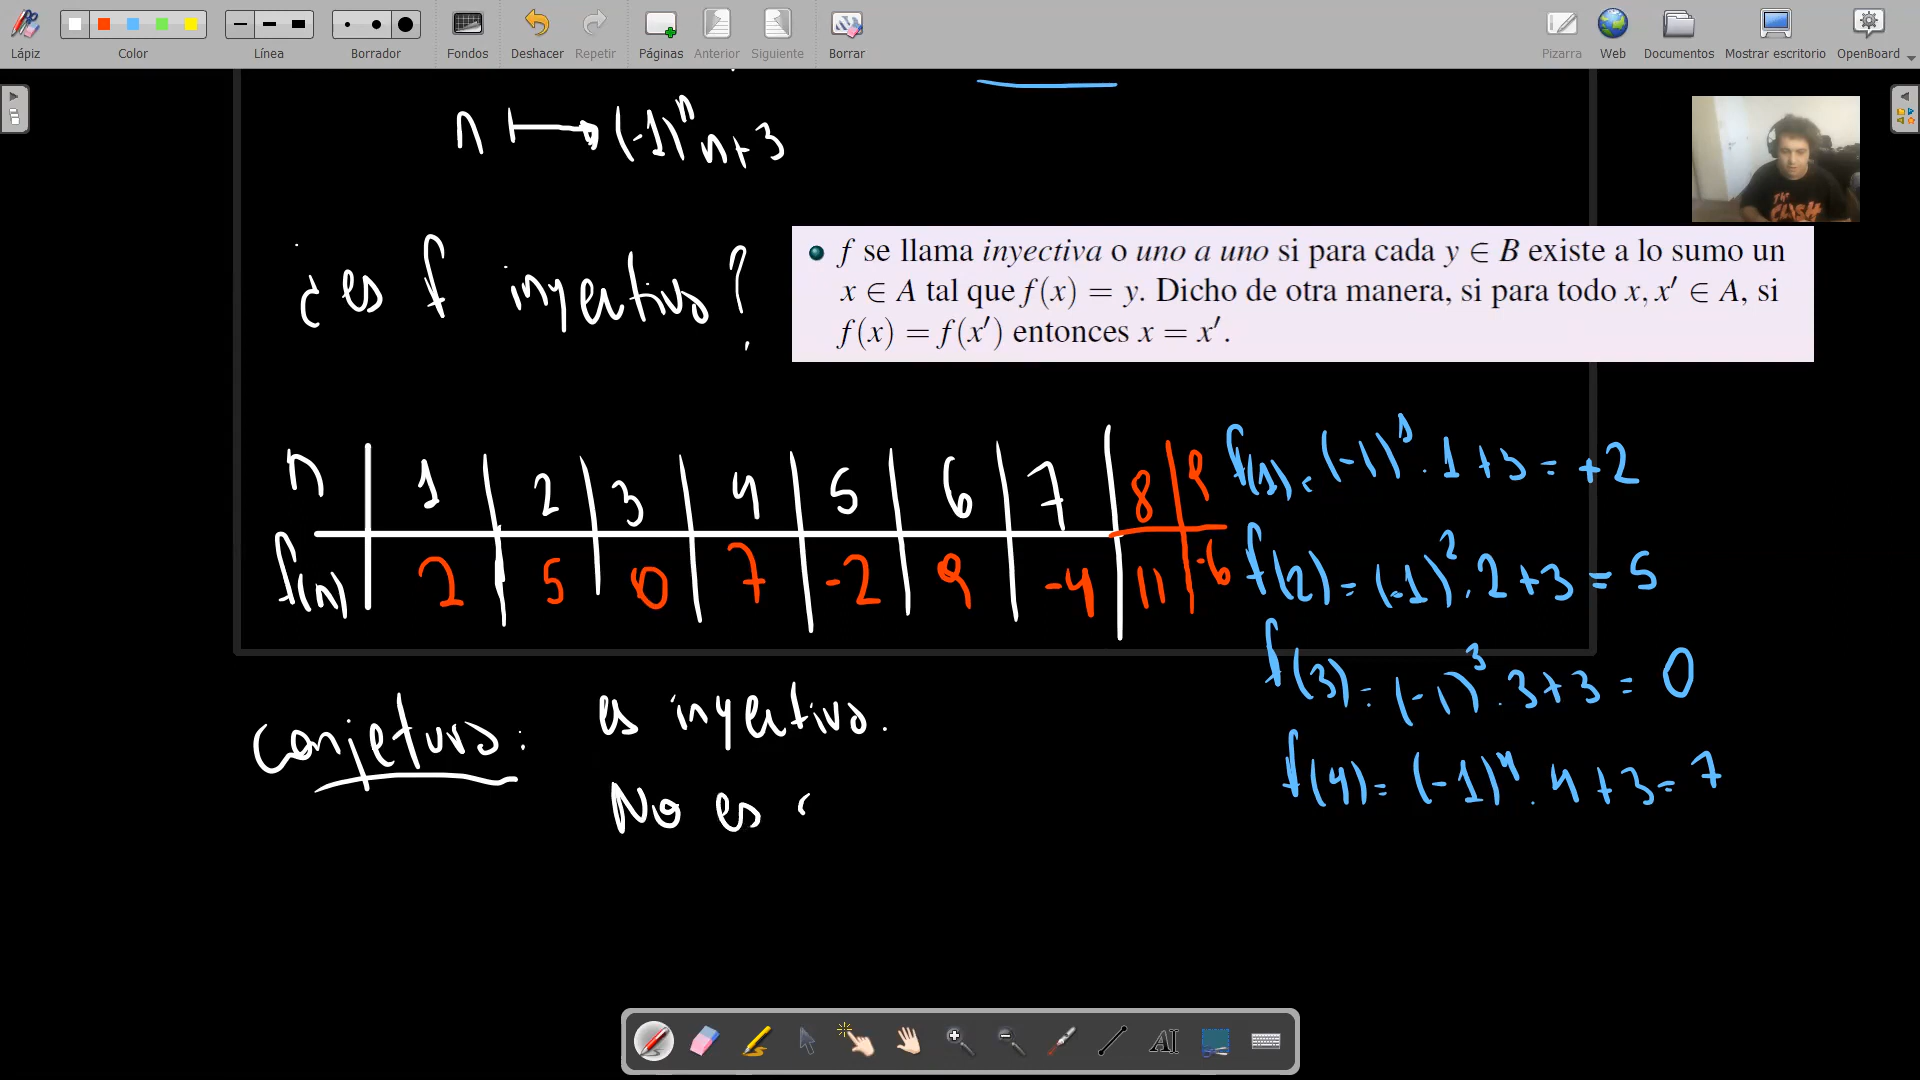 Lápiz Color Línea Borrador Fondos Deshacer Repetir Páginas Anterior Siguiente Borrar Pizarra Web Documentos Mostrar escritorio OpenBoard
n ↦ (-1)^n n+3
THE CLASH
¿es f inyectiva?
• f se llama inyectiva o uno a uno si para cada y ∈ B existe a lo sumo un
x ∈ A tal que f(x) = y. Dicho de otra manera, si para todo x, x′ ∈ A, si
f(x) = f(x′) entonces x = x′.
n | 1 | 2 | 3 | 4 | 5 | 6 | 7 | 8 | 9
f(n) | 2 | 5 | 0 | 7 | -2 | 9 | -4 | 11 | -6
f(1) = (-1)^1 · 1 + 3 = +2
f(2) = (-1)^2 · 2 + 3 = 5
f(3) = (-1)^3 · 3 + 3 = 0
f(4) = (-1)^4 · 4 + 3 = 7
Conjetura: es inyectiva.
No es
AI